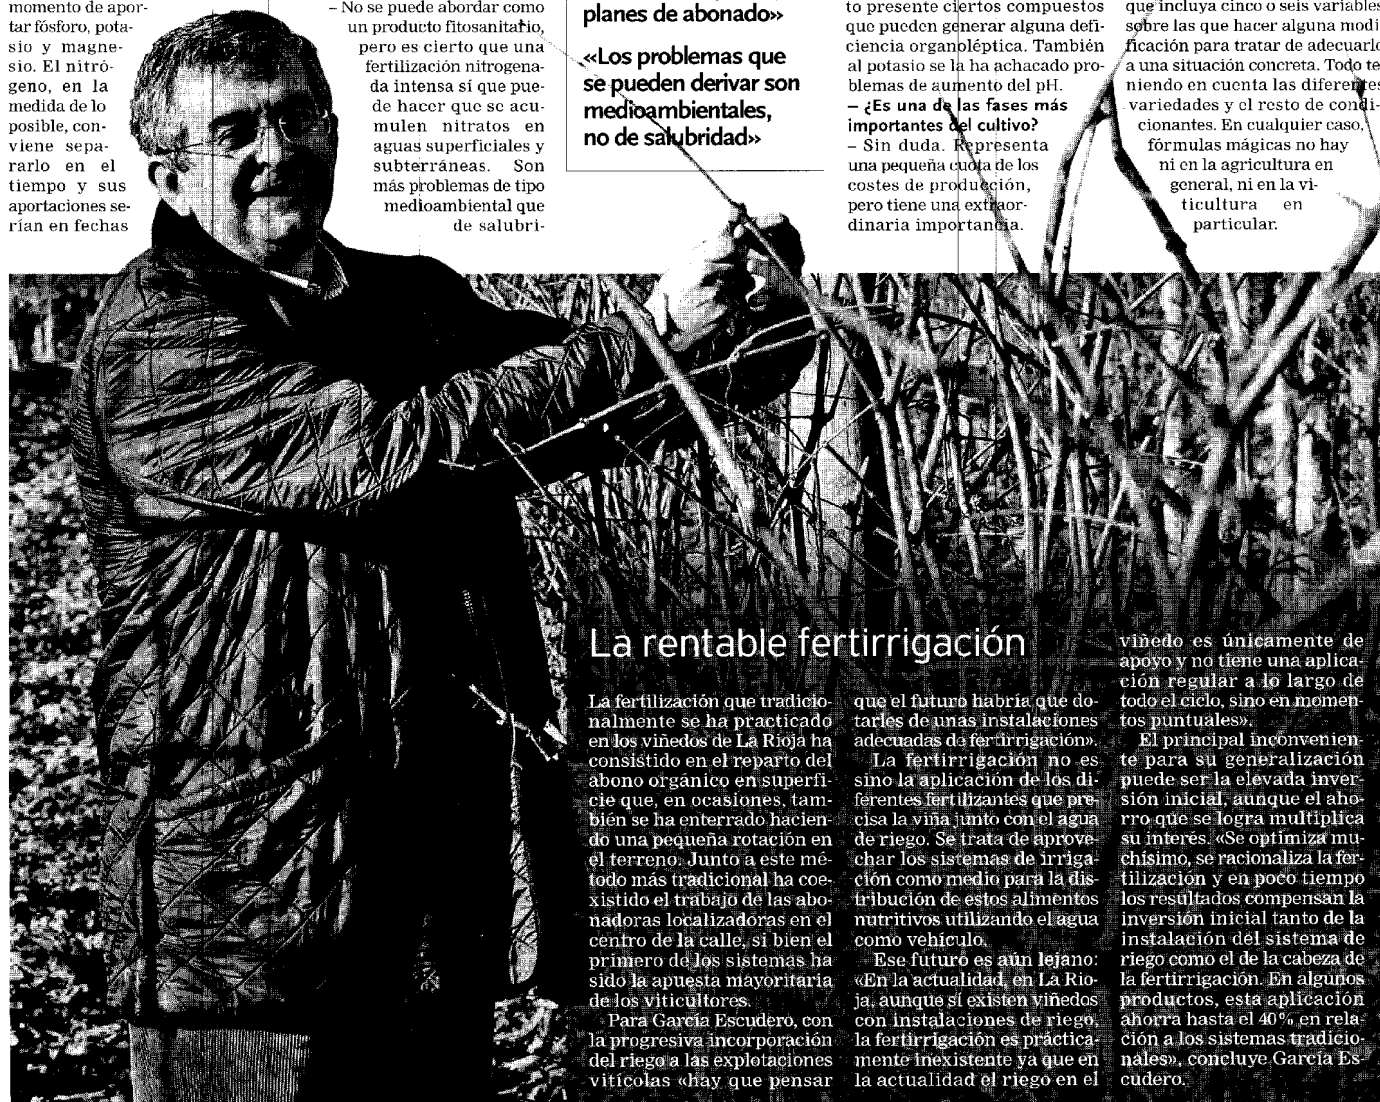 momento de apor-
tar fósforo, pota-
sio y magne-
sio. El nitró-
geno, en la
medida de lo
posible, con-
viene sepa-
rarlo en el
tiempo y sus
aportaciones se-
rían en fechas
– No se puede abordar como
un producto fitosanitario,
pero es cierto que una
fertilización nitrogena-
da intensa sí que pue-
de hacer que se acu-
mulen nitratos en
aguas superficiales y
subterráneas. Son
más problemas de tipo
medioambiental que
de salubri-
planes de abonado»
«Los problemas que
se pueden derivar son
medioambientales,
no de salubridad»
to presente ciertos compuestos
que pueden generar alguna defi-
ciencia organoléptica. También
al potasio se la ha achacado pro-
blemas de aumento del pH.
– ¿Es una de las fases más
importantes del cultivo?
– Sin duda. Representa
una pequeña cuota de los
costes de producción,
pero tiene una extraor-
dinaria importancia.
que incluya cinco o seis variables
sobre las que hacer alguna modi-
ficación para tratar de adecuarlo
a una situación concreta. Todo te-
niendo en cuenta las diferentes
variedades y el resto de condi-
cionantes. En cualquier caso,
fórmulas mágicas no hay
ni en la agricultura en
general, ni en la vi-
ticultura en
particular.
La rentable fertirrigación
La fertilización que tradicio-
nalmente se ha practicado
en los viñedos de La Rioja ha
consistido en el reparto del
abono orgánico en superfi-
cie que, en ocasiones, tam-
bién se ha enterrado hacien-
do una pequeña rotación en
el terreno. Junto a este mé-
todo más tradicional ha coe-
xistido el trabajo de las abo-
nadoras localizadoras en el
centro de la calle, si bien el
primero de los sistemas ha
sido la apuesta mayoritaria
de los viticultores.
Para García Escudero, con
la progresiva incorporación
del riego a las explotaciones
vitícolas «hay que pensar
que el futuro habría que do-
tarles de unas instalaciones
adecuadas de fertirrigación».
La fertirrigación no es
sino la aplicación de los di-
ferentes fertilizantes que pre-
cisa la viña junto con el agua
de riego. Se trata de aprove-
char los sistemas de irriga-
ción como medio para la dis-
tribución de estos alimentos
nutritivos utilizando el agua
como vehículo.
Ese futuro es aún lejano:
«En la actualidad, en La Rio-
ja, aunque sí existen viñedos
con instalaciones de riego,
la fertirrigación es práctica-
mente inexistente ya que en
la actualidad el riego en el
viñedo es únicamente de
apoyo y no tiene una aplica-
ción regular a lo largo de
todo el ciclo, sino en momen-
tos puntuales».
El principal inconvenien-
te para su generalización
puede ser la elevada inver-
sión inicial, aunque el aho-
rro que se logra multiplica
su interés. «Se optimiza mu-
chísimo, se racionaliza la fer-
tilización y en poco tiempo
los resultados compensan la
inversión inicial tanto de la
instalación del sistema de
riego como el de la cabeza de
la fertirrigación. En algunos
productos, esta aplicación
ahorra hasta el 40% en rela-
ción a los sistemas tradicio-
nales», concluye García Es-
cudero.